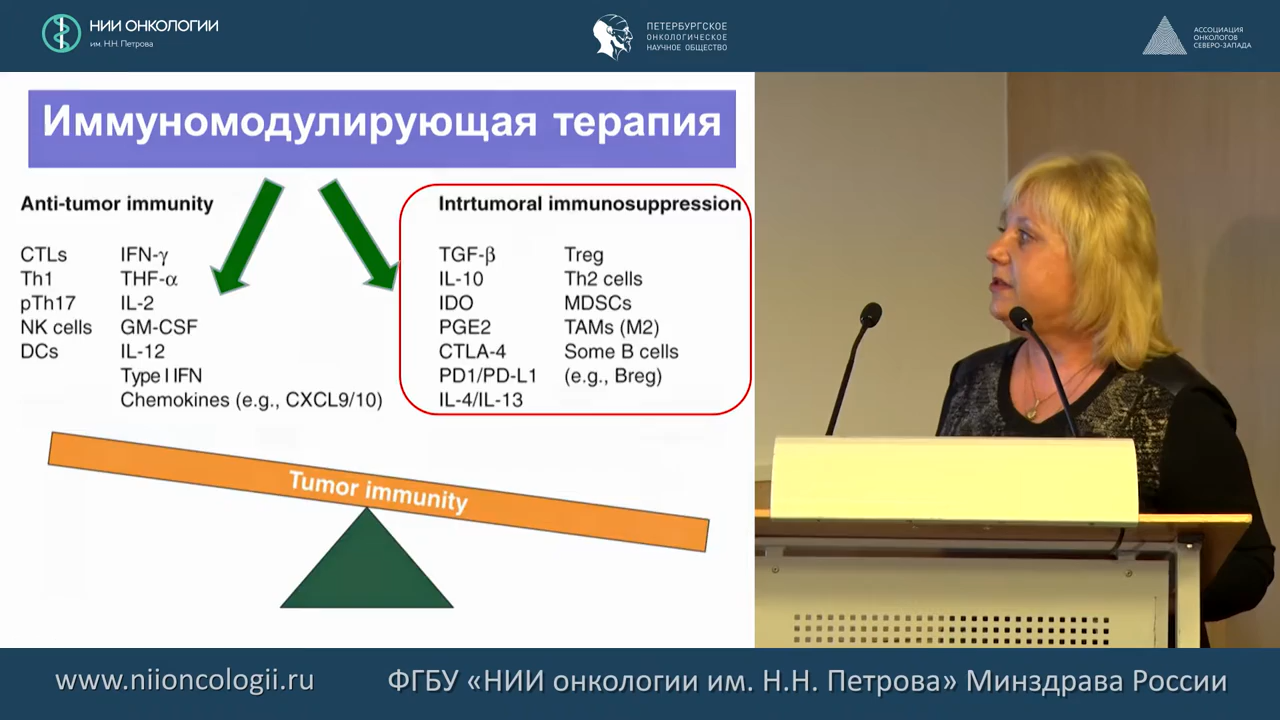 НИИ ОНКОЛОГИИ
им. Н.Н. Петрова
ПЕТЕРБУРГСКОЕ
ОНКОЛОГИЧЕСКОЕ
НАУЧНОЕ ОБЩЕСТВО
АССОЦИАЦИЯ
ОНКОЛОГОВ
СЕВЕРО-ЗАПАДА
Иммуномодулирующая терапия
Anti-tumor immunity
CTLs IFN-γ
Th1 THF-α
pTh17 IL-2
NK cells GM-CSF
DCs IL-12
Type I IFN
Chemokines (e.g., CXCL9/10)
Intrtumoral immunosuppression
TGF-β Treg
IL-10 Th2 cells
IDO MDSCs
PGE2 TAMs (M2)
CTLA-4 Some B cells
PD1/PD-L1 (e.g., Breg)
IL-4/IL-13
Tumor immunity
www.niioncologii.ru
ФГБУ «НИИ онкологии им. Н.Н. Петрова» Минздрава России